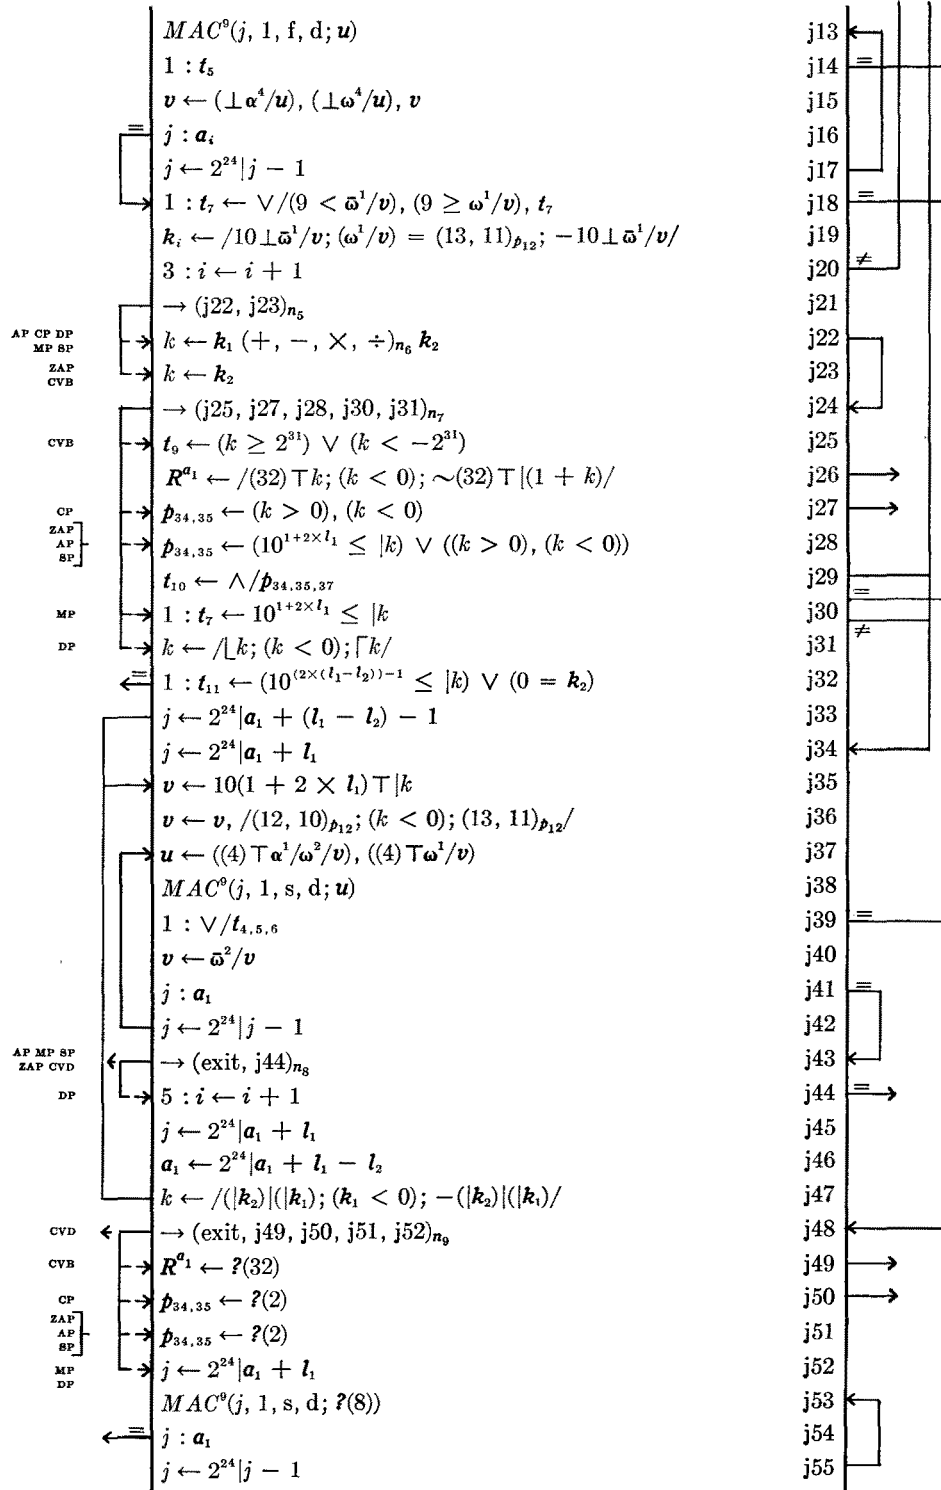 MAC⁹(j, 1, f, d; u) j13
1 : t₅ j14 =
v ← (⊥α⁴/u), (⊥ω⁴/u), v j15
= j : aᵢ j16
j ← 2²⁴|j − 1 j17
1 : t₇ ← ∨/(9 < ω̄¹/v), (9 ≥ ω¹/v), t₇ j18 =
kᵢ ← /10⊥ω̄¹/v; (ω¹/v) = (13, 11)ₚ₁₂; −10⊥ω̄¹/v/ j19
3 : i ← i + 1 j20 ≠
→ (j22, j23)ₙ₅ j21
AP CP DP MP SP k ← k₁ (+, −, ×, ÷)ₙ₆ k₂ j22
ZAP CVB k ← k₂ j23
→ (j25, j27, j28, j30, j31)ₙ₇ j24
CVB t₉ ← (k ≥ 2³¹) ∨ (k < −2³¹) j25
R^a₁ ← /(32)⊤k; (k < 0); ~(32)⊤|(1 + k)/ j26
CP p₃₄,₃₅ ← (k > 0), (k < 0) j27
ZAP AP SP p₃₄,₃₅ ← (10^(1+2×l₁) ≤ |k) ∨ ((k > 0), (k < 0)) j28
t₁₀ ← ∧/p₃₄,₃₅,₃₇ j29
MP 1 : t₇ ← 10^(1+2×l₁) ≤ |k j30 =
DP k ← /⌊k; (k < 0); ⌈k/ j31 ≠
= 1 : t₁₁ ← (10^((2×(l₁−l₂))−1) ≤ |k) ∨ (0 = k₂) j32
j ← 2²⁴|a₁ + (l₁ − l₂) − 1 j33
j ← 2²⁴|a₁ + l₁ j34
v ← 10(1 + 2 × l₁)⊤|k j35
v ← v, /(12, 10)ₚ₁₂; (k < 0); (13, 11)ₚ₁₂/ j36
u ← ((4)⊤α¹/ω²/v), ((4)⊤ω¹/v) j37
MAC⁹(j, 1, s, d; u) j38
1 : ∨/t₄,₅,₆ j39 =
v ← ω̄²/v j40
j : a₁ j41 =
j ← 2²⁴|j − 1 j42
AP MP SP ZAP CVD → (exit, j44)ₙ₈ j43
DP 5 : i ← i + 1 j44 =
j ← 2²⁴|a₁ + l₁ j45
a₁ ← 2²⁴|a₁ + l₁ − l₂ j46
k ← /(|k₂)|(|k₁); (k₁ < 0); −(|k₂)|(|k₁)/ j47
CVD → (exit, j49, j50, j51, j52)ₙ₉ j48
CVB R^a₁ ← ?(32) j49
CP p₃₄,₃₅ ← ?(2) j50
ZAP AP SP p₃₄,₃₅ ← ?(2) j51
MP DP j ← 2²⁴|a₁ + l₁ j52
MAC⁹(j, 1, s, d; ?(8)) j53
= j : a₁ j54
j ← 2²⁴|j − 1 j55